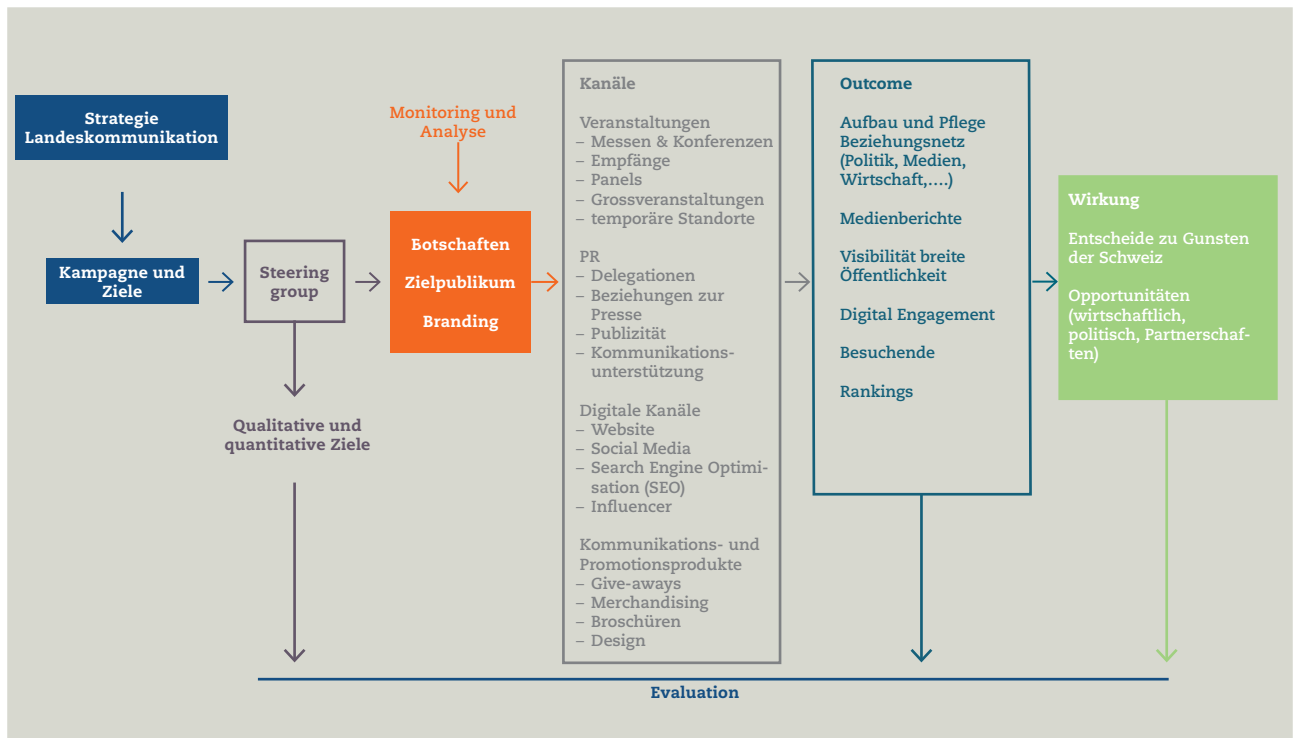 Strategie
Landeskommunikation
Kampagne und
Ziele
Steering
group
Qualitative und
quantitative Ziele
Monitoring und
Analyse
Botschaften
Zielpublikum
Branding
Kanäle
Veranstaltungen
– Messen & Konferenzen
– Empfänge
– Panels
– Grossveranstaltungen
– temporäre Standorte
PR
– Delegationen
– Beziehungen zur
Presse
– Publizität
– Kommunikations-
unterstützung
Digitale Kanäle
– Website
– Social Media
– Search Engine Optimi-
sation (SEO)
– Influencer
Kommunikations- und
Promotionsprodukte
– Give-aways
– Merchandising
– Broschüren
– Design
Outcome
Aufbau und Pflege
Beziehungsnetz
(Politik, Medien,
Wirtschaft,....)
Medienberichte
Visibilität breite
Öffentlichkeit
Digital Engagement
Besuchende
Rankings
Wirkung
Entscheide zu Gunsten
der Schweiz
Opportunitäten
(wirtschaftlich,
politisch, Partnerschaf-
ten)
Evaluation